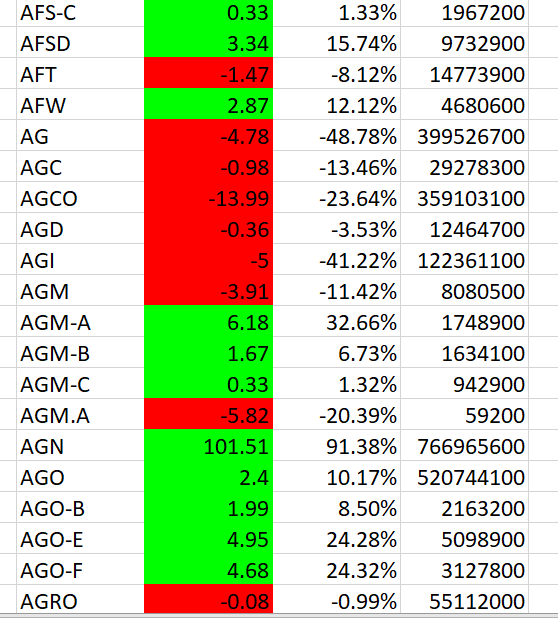 AFS-C 0.33 1.33% 1967200
AFSD 3.34 15.74% 9732900
AFT -1.47 -8.12% 14773900
AFW 2.87 12.12% 4680600
AG -4.78 -48.78% 399526700
AGC -0.98 -13.46% 29278300
AGCO -13.99 -23.64% 359103100
AGD -0.36 -3.53% 12464700
AGI -5 -41.22% 122361100
AGM -3.91 -11.42% 8080500
AGM-A 6.18 32.66% 1748900
AGM-B 1.67 6.73% 1634100
AGM-C 0.33 1.32% 942900
AGM.A -5.82 -20.39% 59200
AGN 101.51 91.38% 766965600
AGO 2.4 10.17% 520744100
AGO-B 1.99 8.50% 2163200
AGO-E 4.95 24.28% 5098900
AGO-F 4.68 24.32% 3127800
AGRO -0.08 -0.99% 55112000